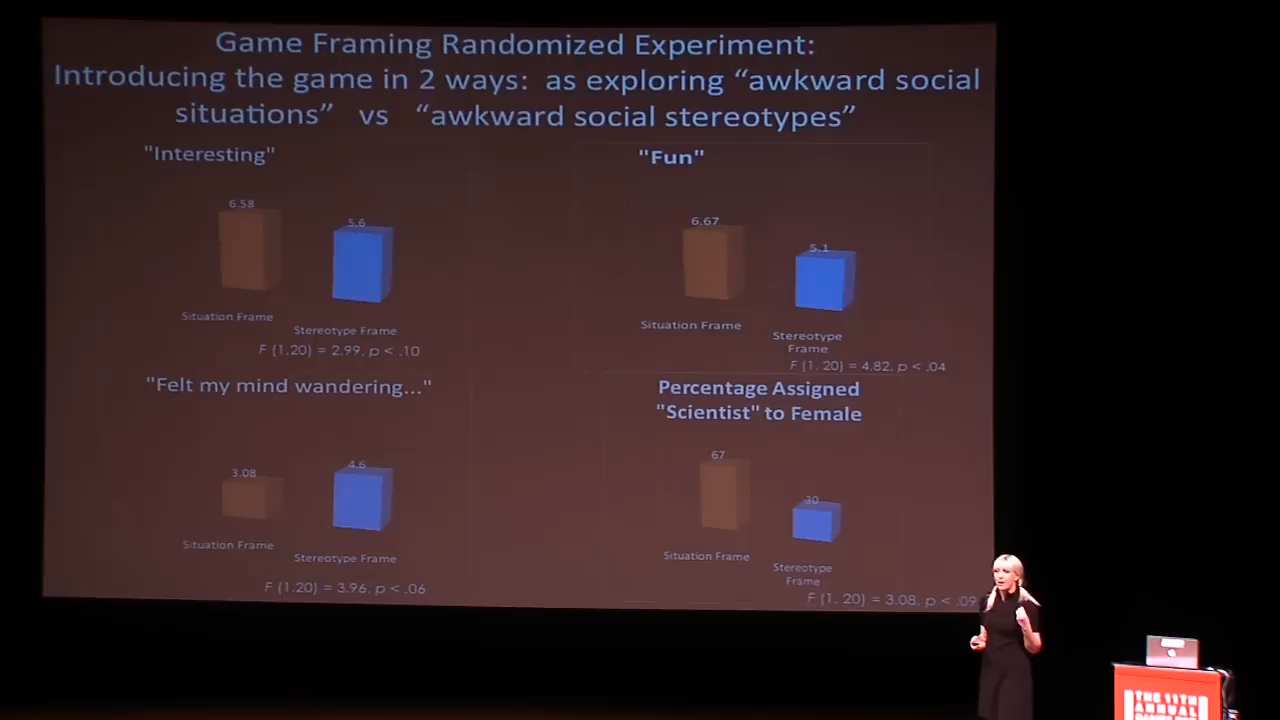 Game Framing Randomized Experiment:
Introducing the game in 2 ways: as exploring “awkward social
situations” vs “awkward social stereotypes”
"Interesting"
6.58
5.6
Situation Frame
Stereotype Frame
F (1,20) = 2.99, p < .10
"Fun"
6.67
5.1
Situation Frame
Stereotype
Frame
F (1, 20) = 4.82, p < .04
"Felt my mind wandering..."
3.08
4.6
Situation Frame
Stereotype Frame
F (1,20) = 3.96, p < .06
Percentage Assigned
"Scientist" to Female
67
30
Situation Frame
Stereotype
Frame
F (1, 20) = 3.08, p < .09
THE 11TH
ANNUAL